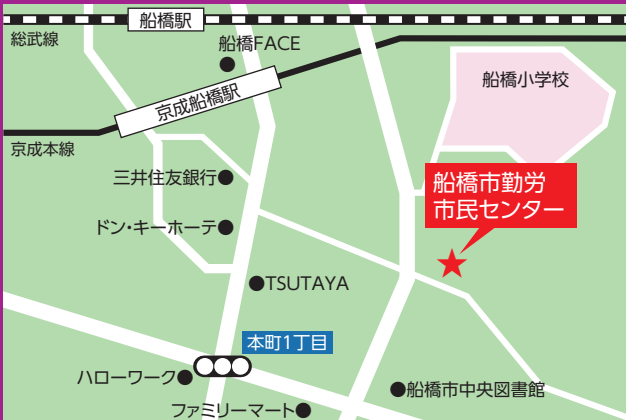 船橋駅
総武線
船橋FACE
船橋小学校
京成船橋駅
京成本線
三井住友銀行
船橋市勤労
市民センター
ドン・キーホーテ
TSUTAYA
本町1丁目
ハローワーク
船橋市中央図書館
ファミリーマート